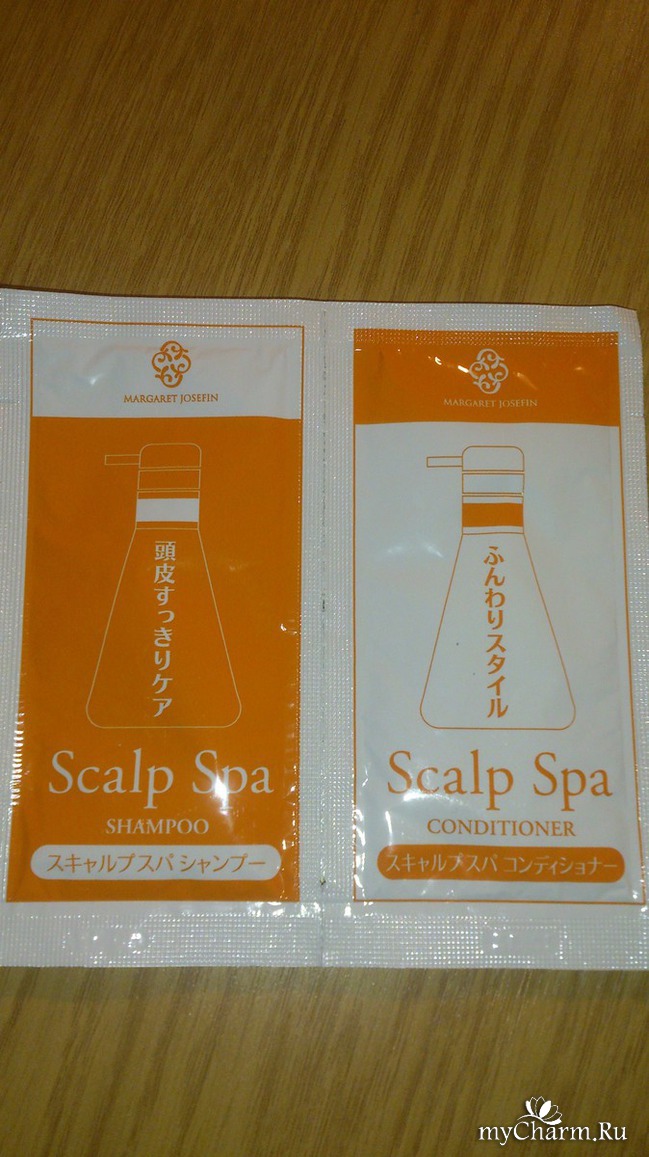 MARGARET JOSEFIN
頭皮すっきりケア
Scalp Spa
SHAMPOO
スキャルプスパ シャンプー
MARGARET JOSEFIN
ふんわりスタイル
Scalp Spa
CONDITIONER
スキャルプスパ コンディショナー
myCharm.Ru